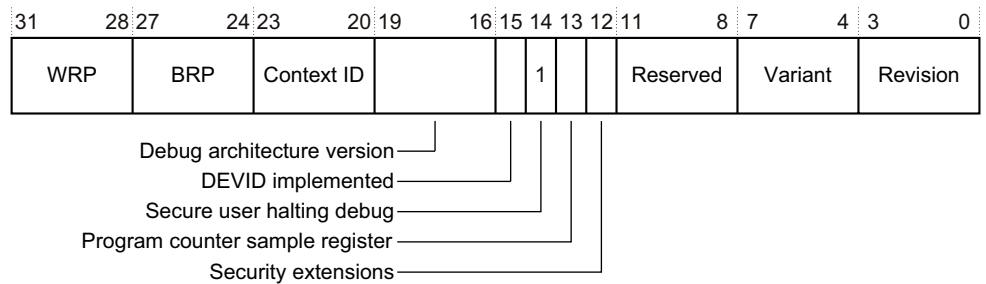 31 28 27 24 23 20 19 16 15 14 13 12 11 8 7 4 3 0
WRP BRP Context ID 1 Reserved Variant Revision
Debug architecture version
DEVID implemented
Secure user halting debug
Program counter sample register
Security extensions